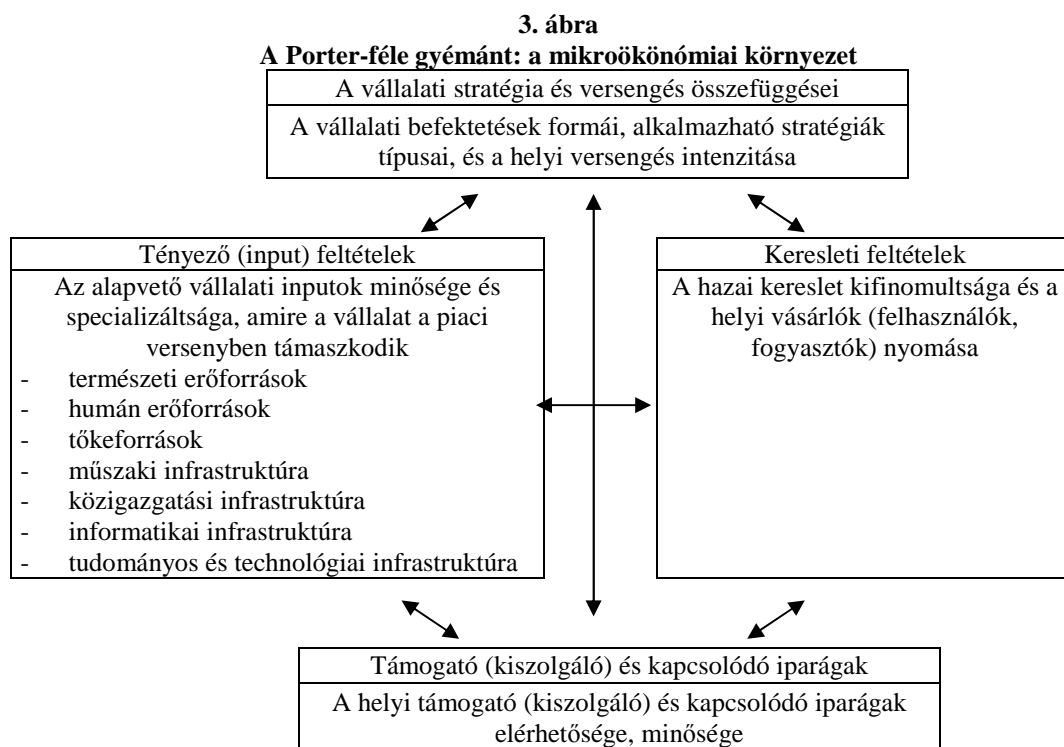 3. ábra
A Porter-féle gyémánt: a mikroökonómiai környezet
A vállalati stratégia és versengés összefüggései
A vállalati befektetések formái, alkalmazható stratégiák
típusai, és a helyi versengés intenzitása
Tényező (input) feltételek
Az alapvető vállalati inputok minősége és
specializáltsága, amire a vállalat a piaci
versenyben támaszkodik
- természeti erőforrások
- humán erőforrások
- tőkeforrások
- műszaki infrastruktúra
- közigazgatási infrastruktúra
- informatikai infrastruktúra
- tudományos és technológiai infrastruktúra
Keresleti feltételek
A hazai kereslet kifinomultsága és a
helyi vásárlók (felhasználók,
fogyasztók) nyomása
Támogató (kiszolgáló) és kapcsolódó iparágak
A helyi támogató (kiszolgáló) és kapcsolódó iparágak
elérhetősége, minősége